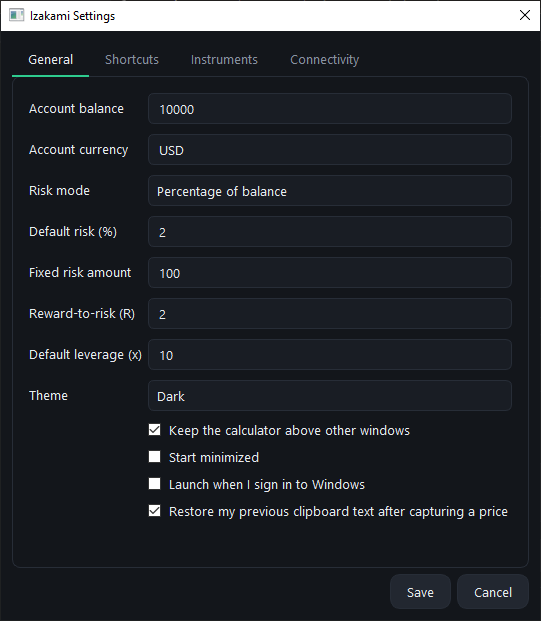 Izakami Settings
General Shortcuts Instruments Connectivity
Account balance 10000
Account currency USD
Risk mode Percentage of balance
Default risk (%) 2
Fixed risk amount 100
Reward-to-risk (R) 2
Default leverage (x) 10
Theme Dark
Keep the calculator above other windows
Start minimized
Launch when I sign in to Windows
Restore my previous clipboard text after capturing a price
Save Cancel